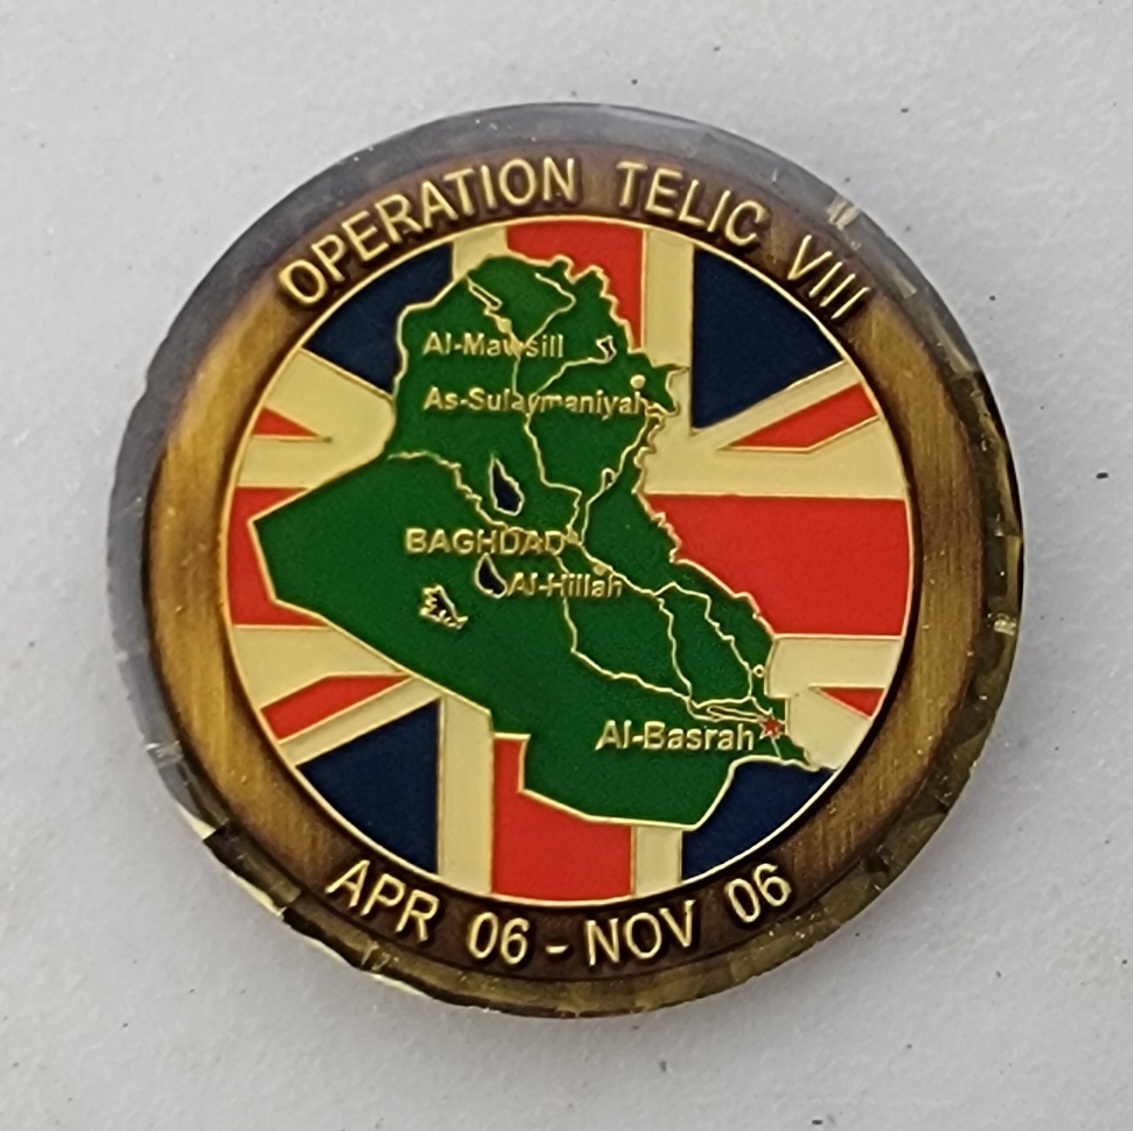 OPERATION TELIC VIII
Al-Mawsill
As-Sulaymaniyah
BAGHDAD
Al-Hillah
Al-Basrah
APR 06 - NOV 06